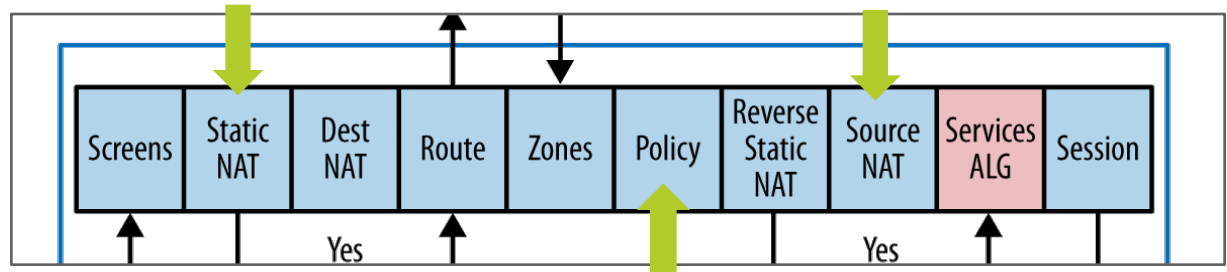 Screens
Static
NAT
Dest
NAT
Route
Zones
Policy
Reverse
Static
NAT
Source
NAT
Services
ALG
Session
Yes
Yes